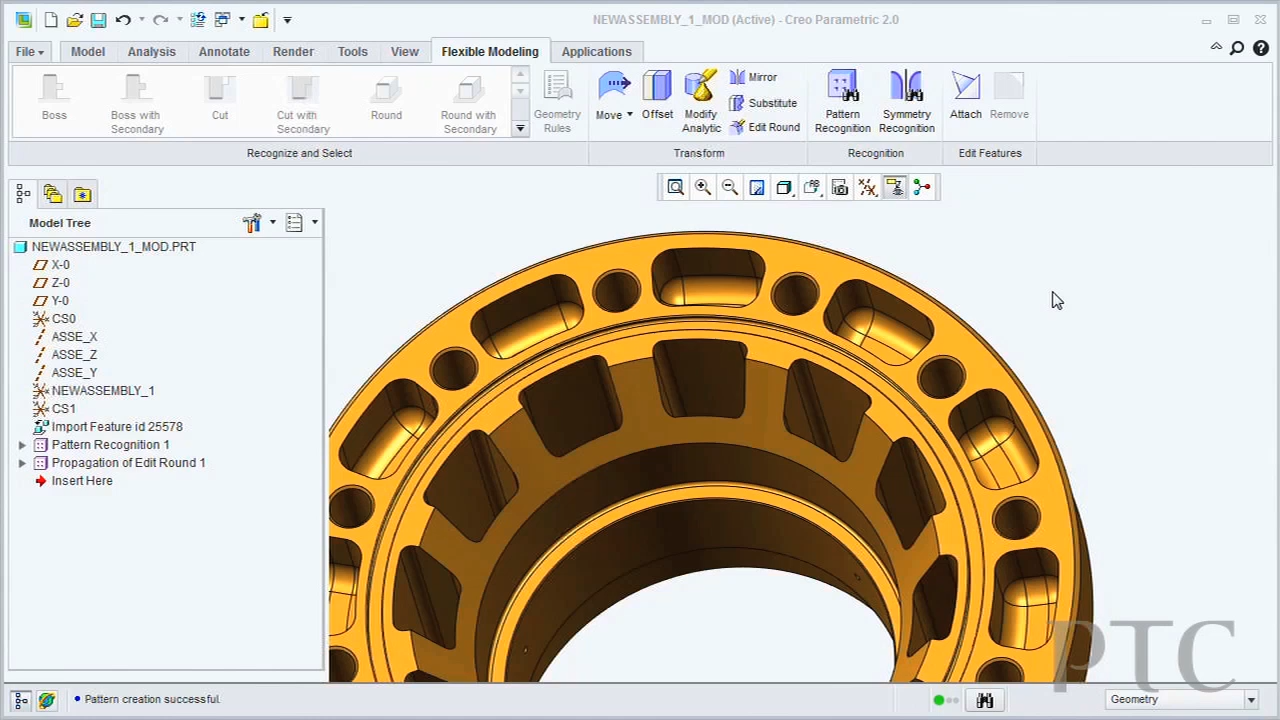 NEWASSEMBLY_1_MOD (Active) - Creo Parametric 2.0
File Model Analysis Annotate Render Tools View Flexible Modeling Applications
Boss
Boss with Secondary
Cut
Cut with Secondary
Round
Round with Secondary
Geometry Rules
Move
Offset
Modify Analytic
Mirror
Substitute
Edit Round
Pattern Recognition
Symmetry Recognition
Attach
Remove
Recognize and Select
Transform
Recognition
Edit Features
Model Tree
NEWASSEMBLY_1_MOD.PRT
X-0
Z-0
Y-0
CS0
ASSE_X
ASSE_Z
ASSE_Y
NEWASSEMBLY_1
CS1
Import Feature id 25578
Pattern Recognition 1
Propagation of Edit Round 1
Insert Here
PTC
Pattern creation successful.
Geometry